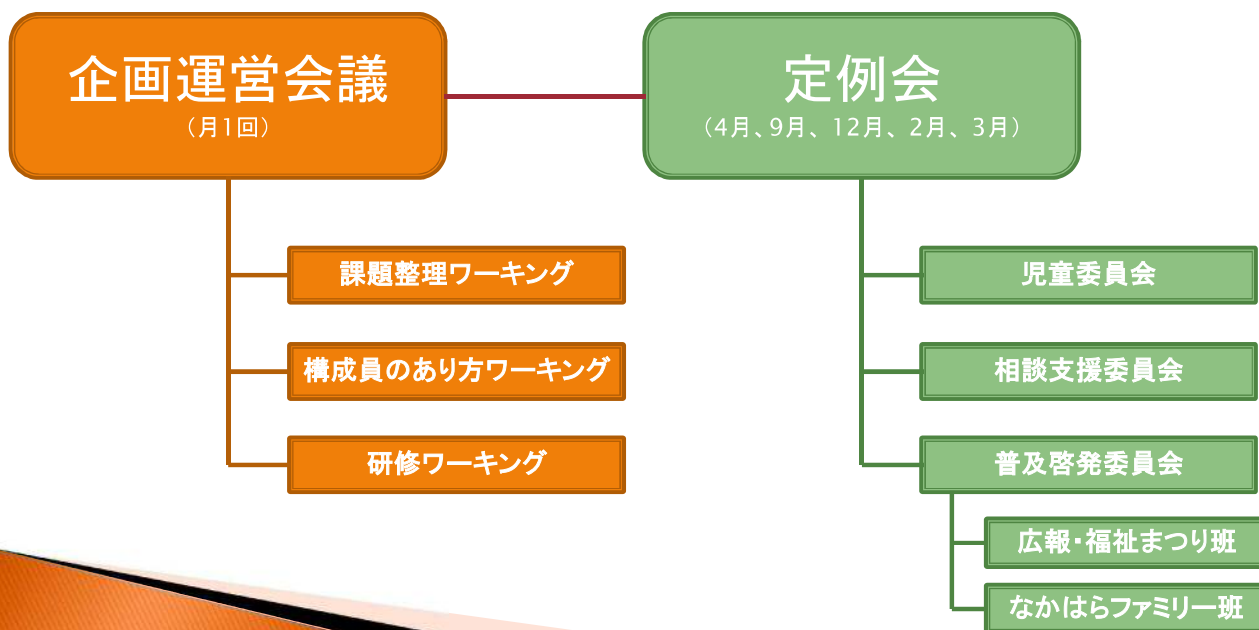 企画運営会議
（月1回）
課題整理ワーキング
構成員のあり方ワーキング
研修ワーキング
定例会
（4月、9月、12月、2月、3月）
児童委員会
相談支援委員会
普及啓発委員会
広報・福祉まつり班
なかはらファミリー班